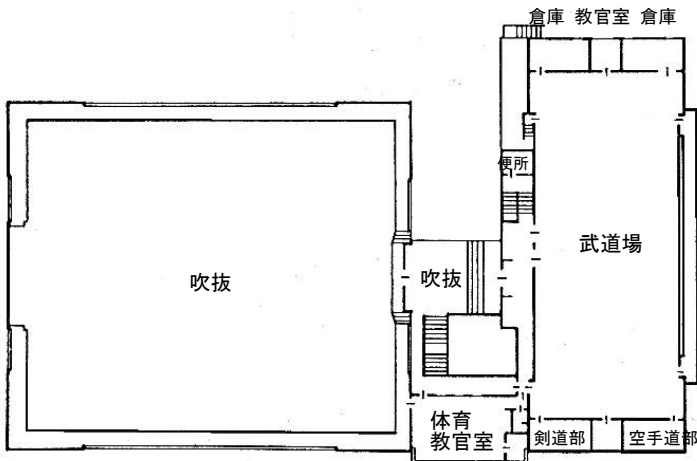 倉庫 教官室 倉庫
便所
武道場
吹抜
吹抜
体育
教官室
剣道部
空手道部